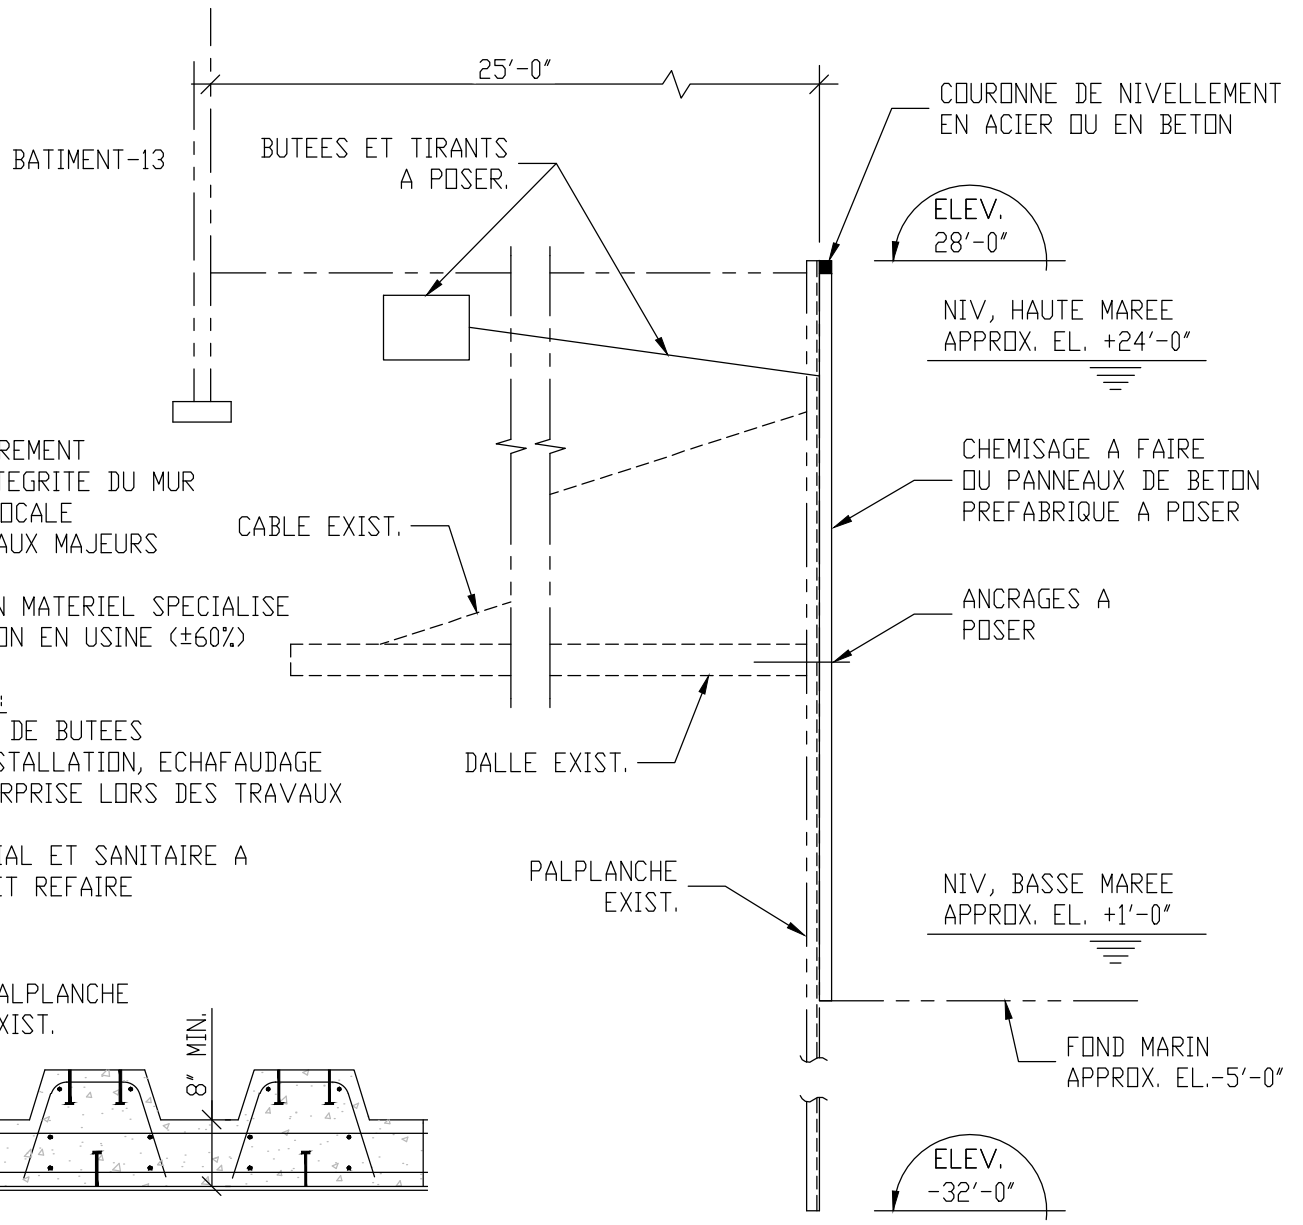 25'-0"
COURONNE DE NIVELLEMENT
EN ACIER OU EN BETON
BATIMENT-13
BUTEES ET TIRANTS
A POSER.
ELEV.
28'-0"
NIV, HAUTE MAREE
APPROX. EL. +24'-0"
REMENT
TEGRITE DU MUR
OCALE
AUX MAJEURS
CABLE EXIST.
CHEMISAGE A FAIRE
OU PANNEAUX DE BETON
PREFABRIQUE A POSER
N MATERIEL SPECIALISE
ON EN USINE (±60%)
ANCRAGES A
POSER
:
DE BUTEES
STALLATION, ECHAFAUDAGE
RPRISE LORS DES TRAVAUX
DALLE EXIST.
IAL ET SANITAIRE A
ET REFAIRE
PALPLANCHE
EXIST.
NIV, BASSE MAREE
APPROX. EL. +1'-0"
ALPLANCHE
XIST.
8" MIN.
FOND MARIN
APPROX. EL.-5'-0"
ELEV.
-32'-0"